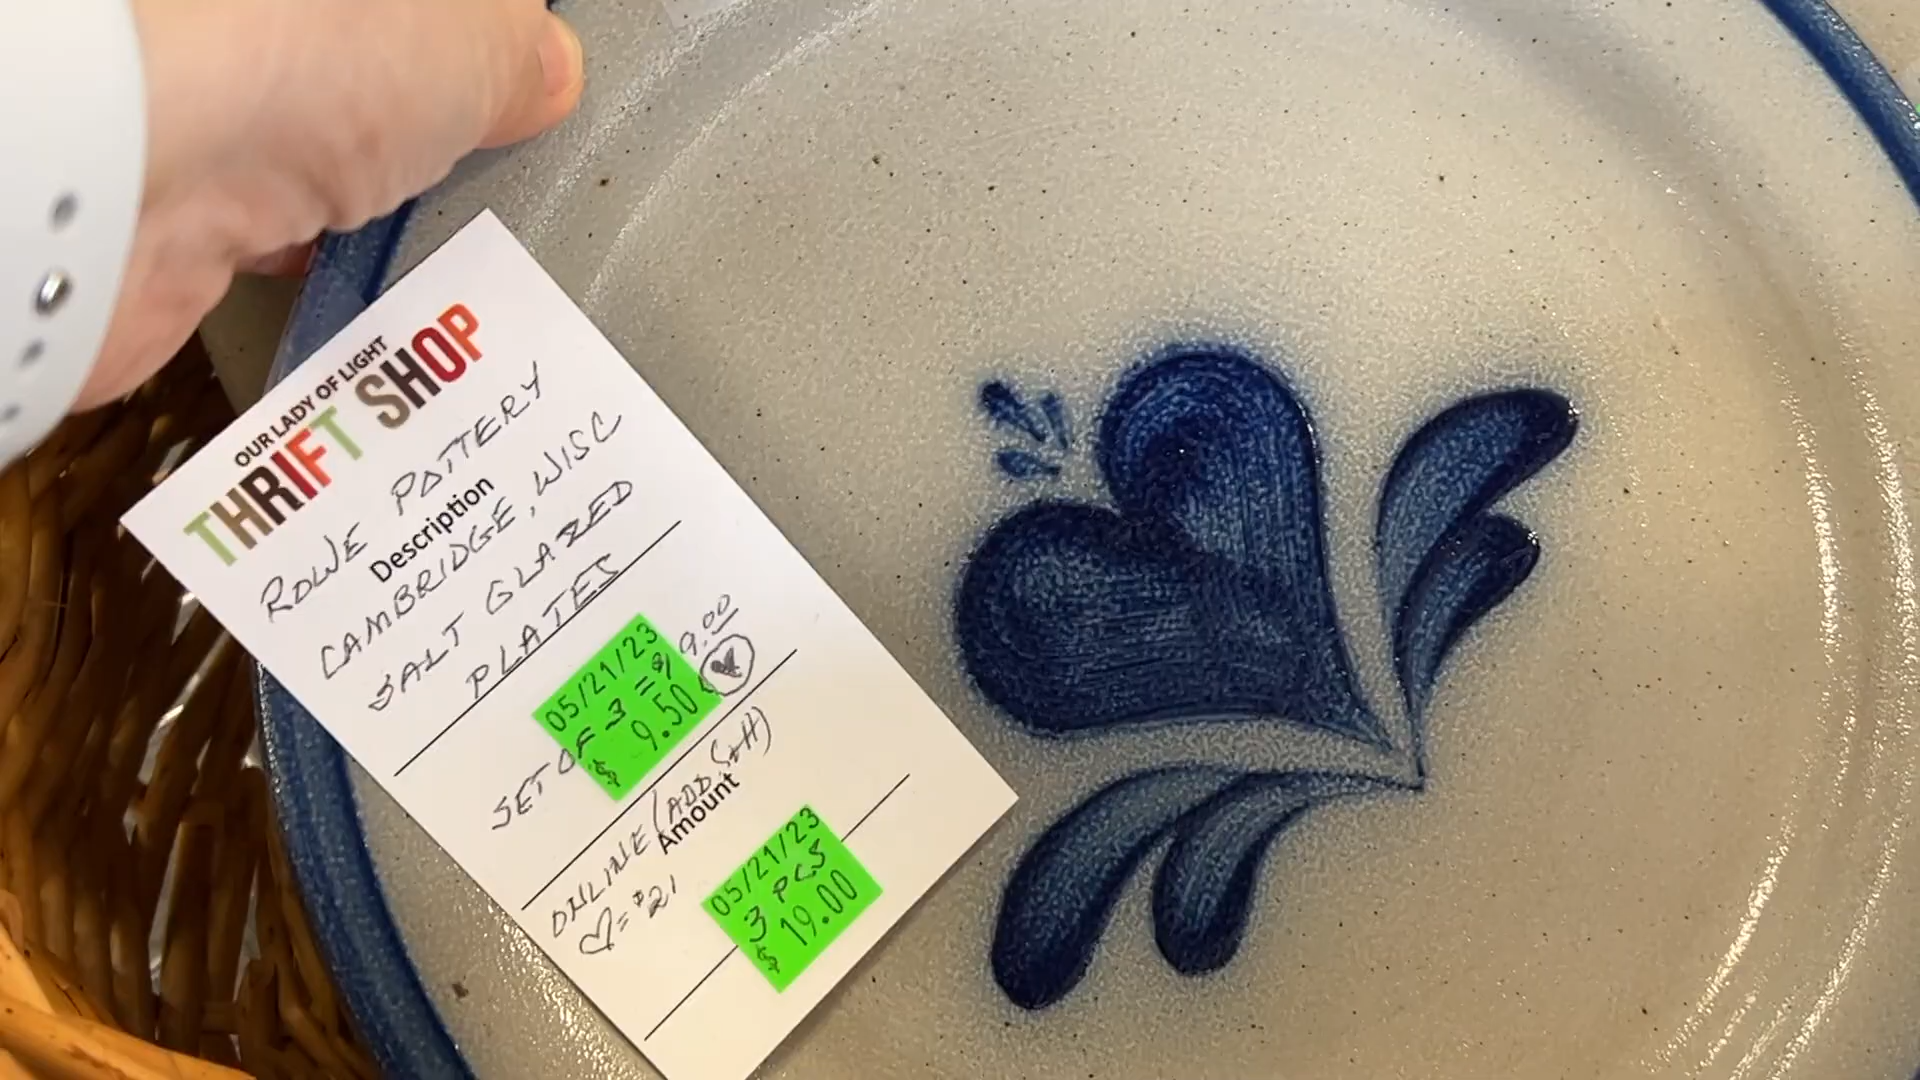 OUR LADY OF LIGHT
THRIFT SHOP
ROWE POTTERY
Description
CAMBRIDGE, WISC
SALT GLAZED
PLATES
05/21/23
SET OF 3 = $19.00
$ 9.50
ONLINE (ADD S+H)
Amount
= $21
05/21/23
3 PCS
$ 19.00